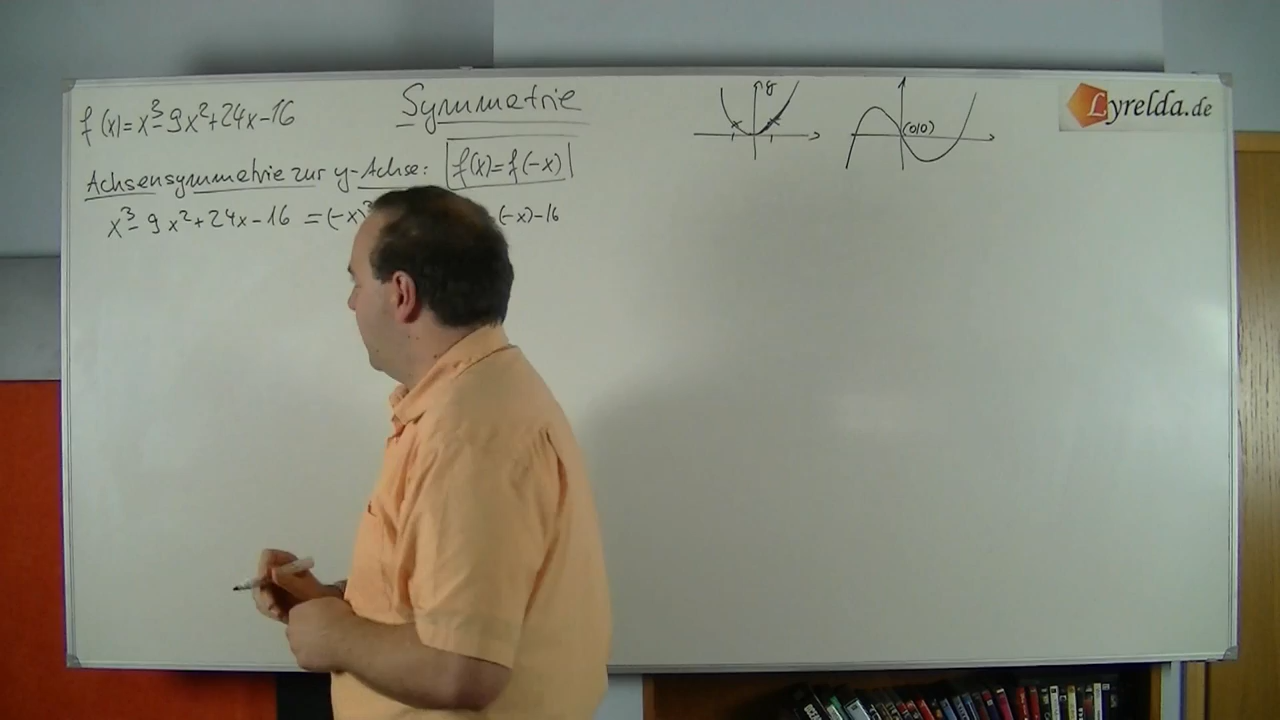 f(x)=x³-9x²+24x-16
Symmetrie
Achsensymmetrie zur y-Achse: f(x)=f(-x)
x³-9x²+24x-16 =(-x) (-x)-16
y
(0|0)
Lyrelda.de